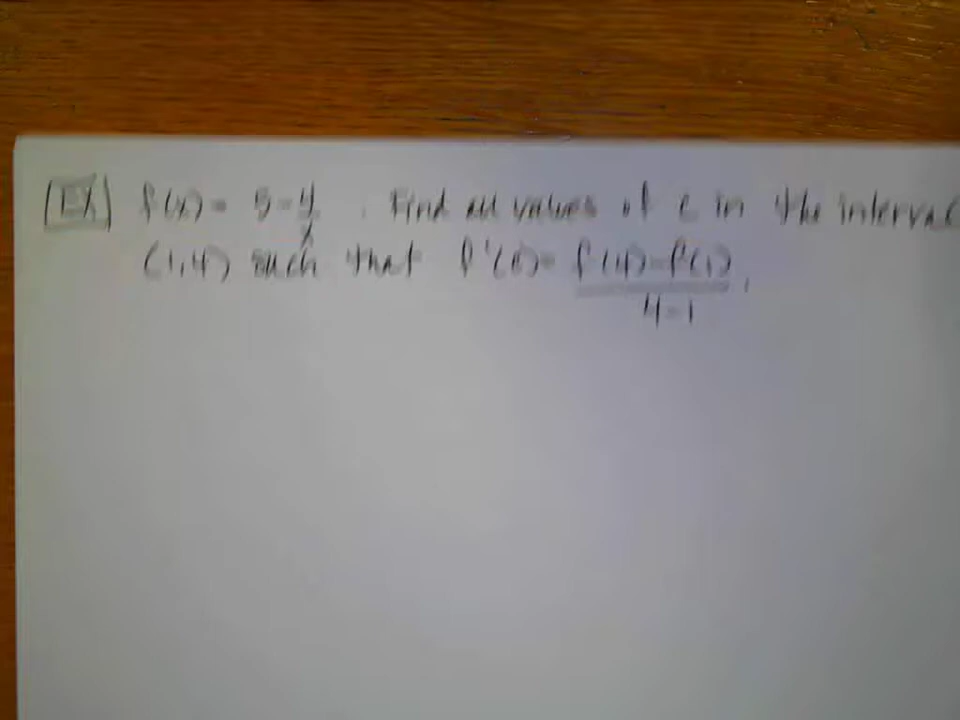 EX f(x) = 5 - 4/x . Find all values of c in the interval
(1,4) such that f'(c) = f(4) - f(1) / 4 - 1 .